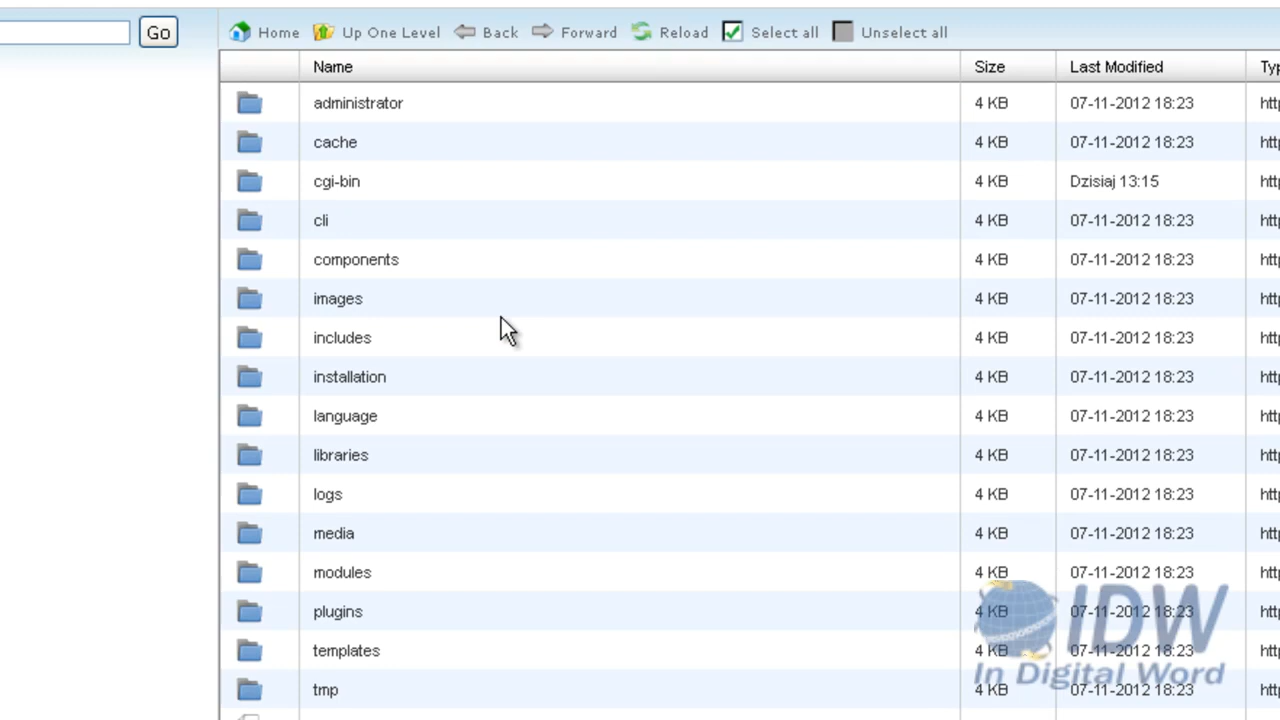 Go Home Up One Level Back Forward Reload Select all Unselect all
Name Size Last Modified
administrator 4 KB 07-11-2012 18:23
cache 4 KB 07-11-2012 18:23
cgi-bin 4 KB Dzisiaj 13:15
cli 4 KB 07-11-2012 18:23
components 4 KB 07-11-2012 18:23
images 4 KB 07-11-2012 18:23
includes 4 KB 07-11-2012 18:23
installation 4 KB 07-11-2012 18:23
language 4 KB 07-11-2012 18:23
libraries 4 KB 07-11-2012 18:23
logs 4 KB 07-11-2012 18:23
media 4 KB 07-11-2012 18:23
modules 4 KB 07-11-2012 18:23
plugins 4 KB 07-11-2012 18:23
templates 4 KB 07-11-2012 18:23
tmp 4 KB 07-11-2012 18:23
IDW
In Digital Word